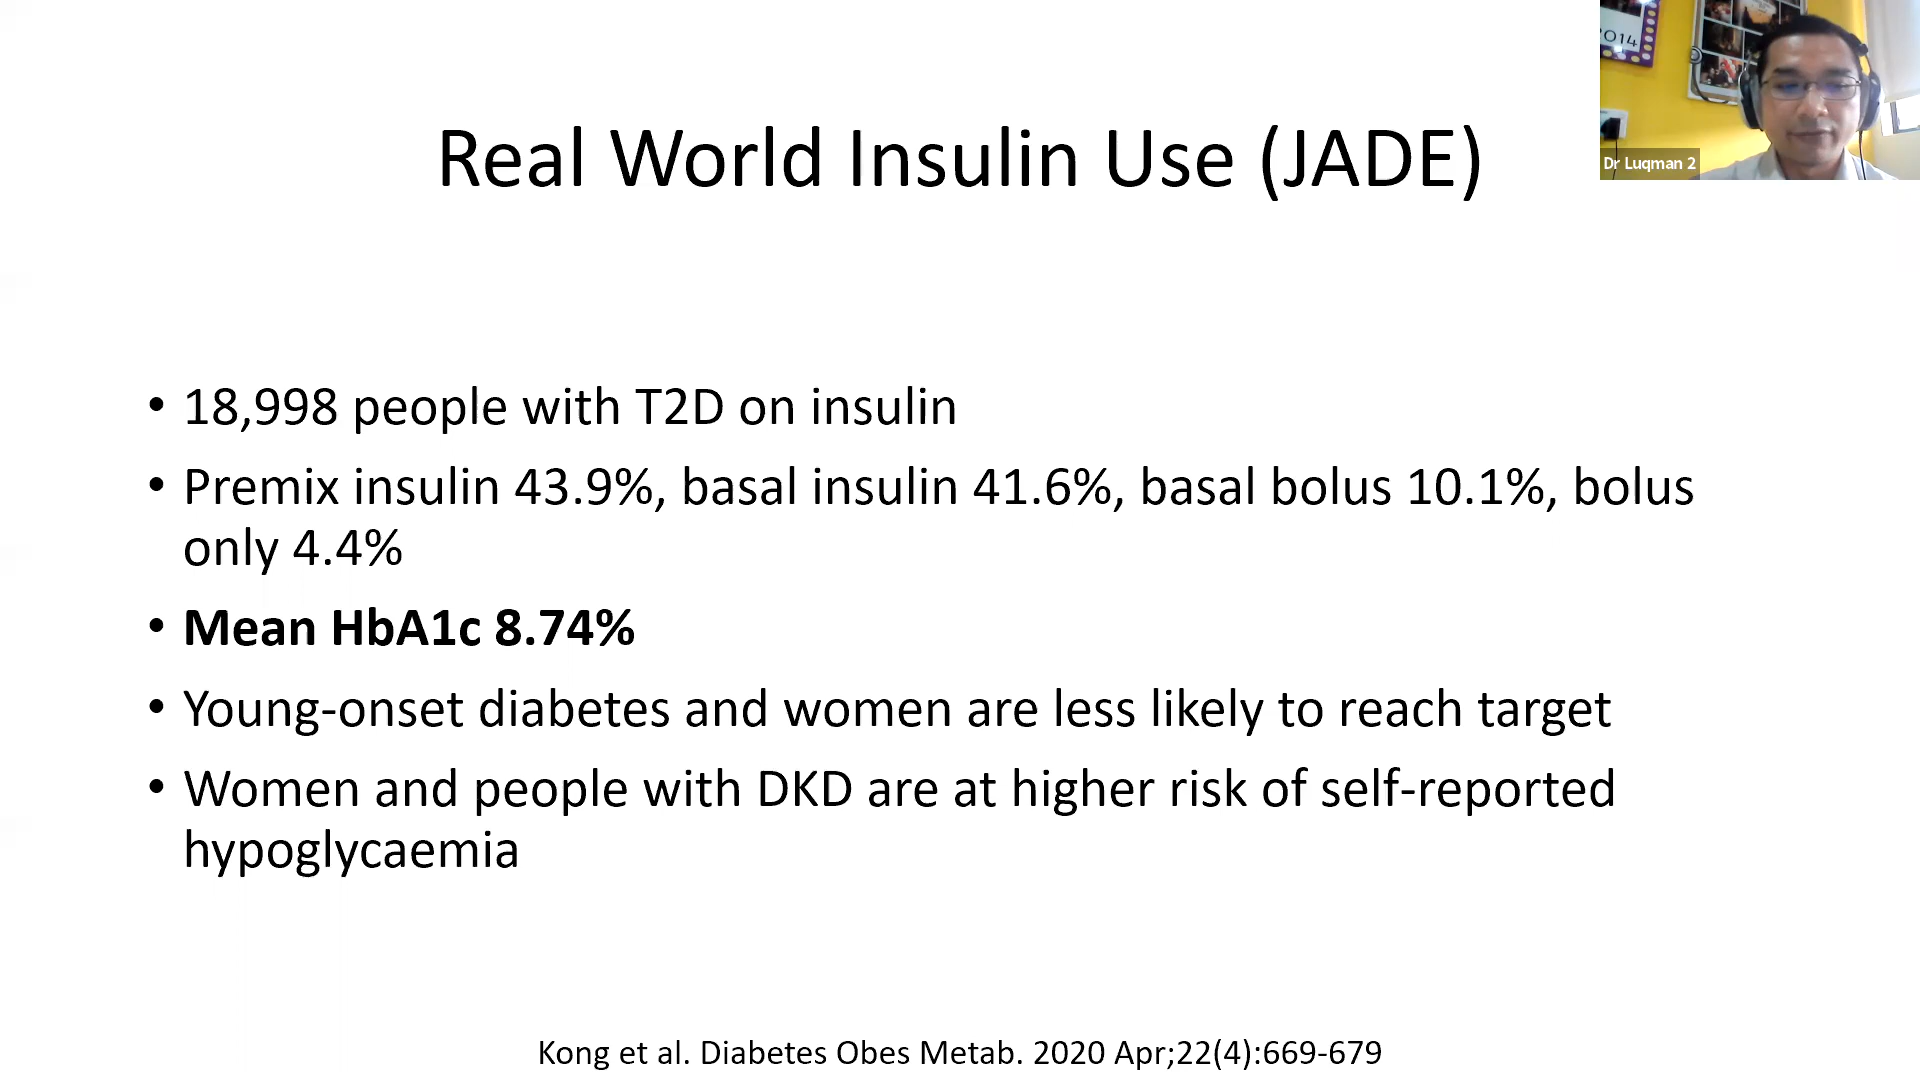 2014
Dr Luqman 2
Real World Insulin Use (JADE)
• 18,998 people with T2D on insulin
• Premix insulin 43.9%, basal insulin 41.6%, basal bolus 10.1%, bolus
only 4.4%
• Mean HbA1c 8.74%
• Young-onset diabetes and women are less likely to reach target
• Women and people with DKD are at higher risk of self-reported
hypoglycaemia
Kong et al. Diabetes Obes Metab. 2020 Apr;22(4):669-679